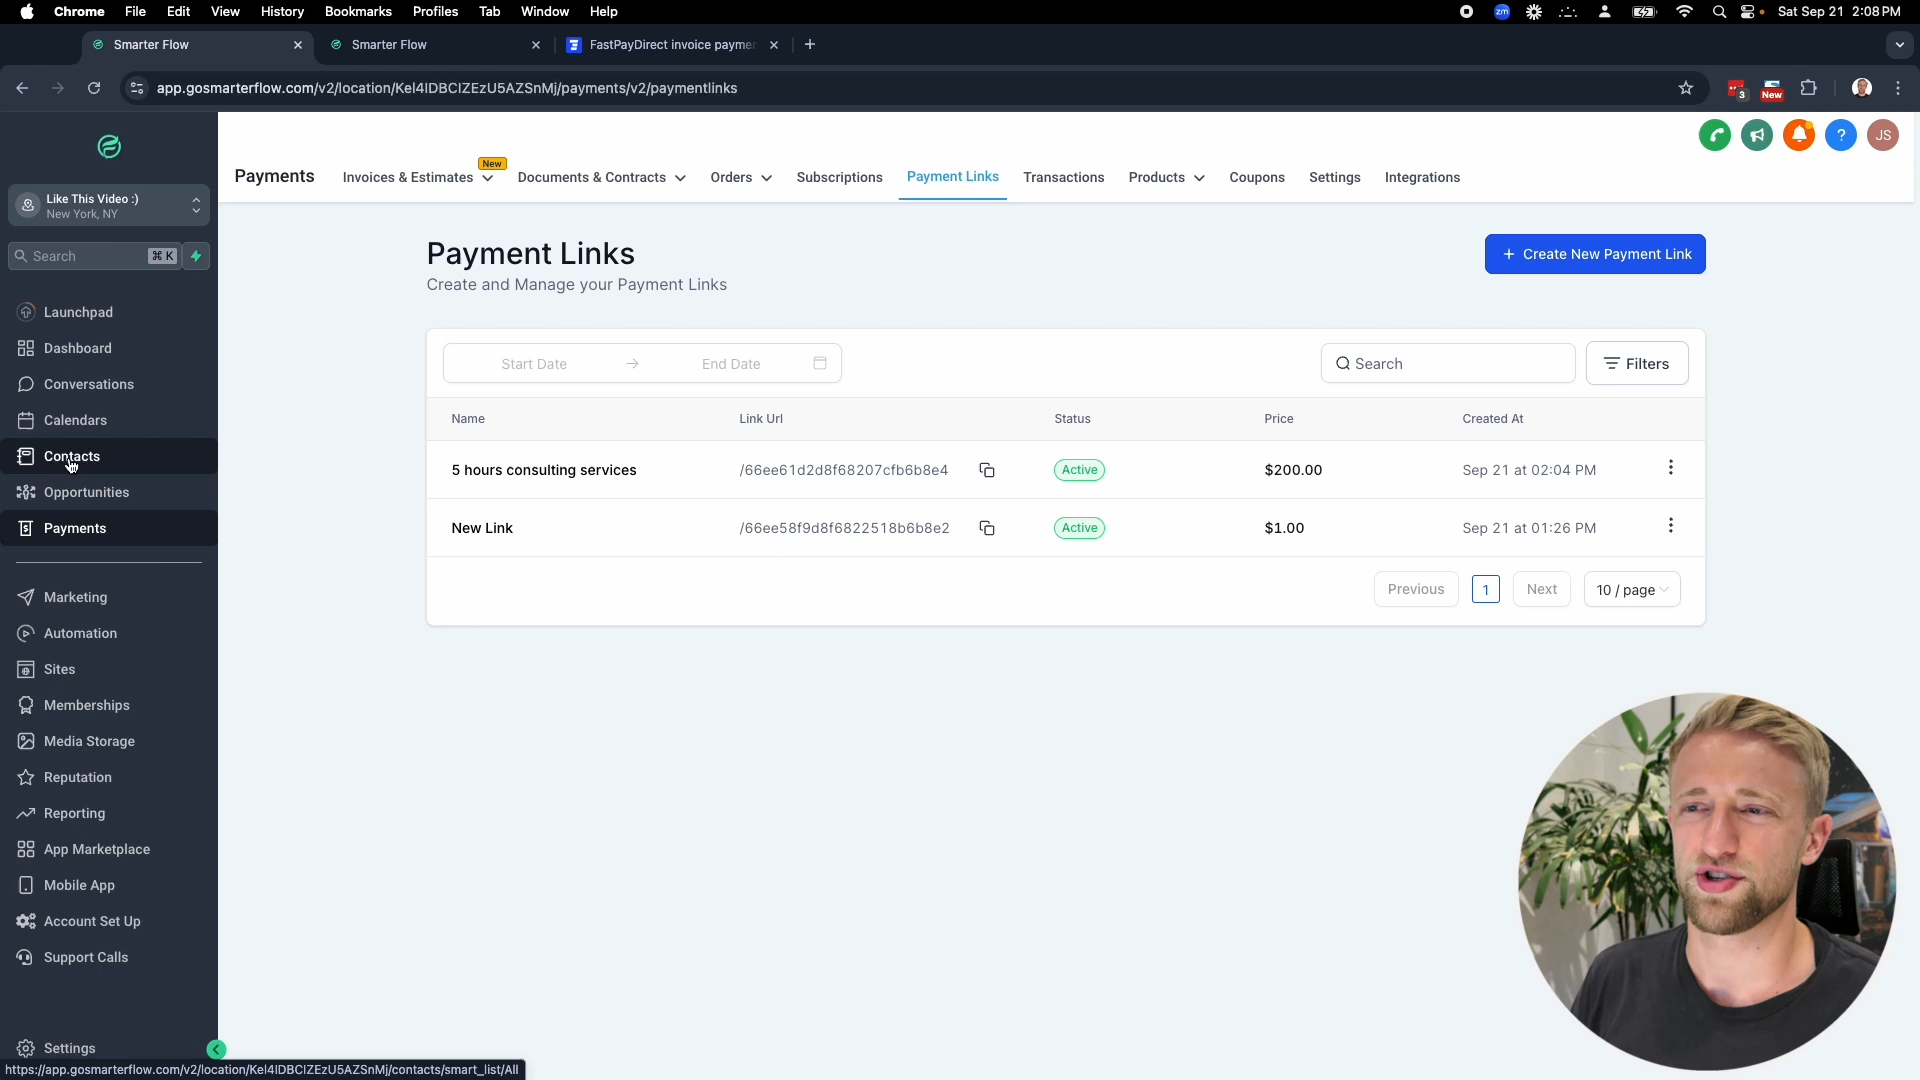 Chrome File Edit View History Bookmarks Profiles Tab Window Help
zm Sat Sep 21 2:08 PM
Smarter Flow
Smarter Flow
FastPayDirect invoice paymen
app.gosmarterflow.com/v2/location/Kel4IDBCIZEzU5AZSnMj/payments/v2/paymentlinks
3
New
Like This Video :)
New York, NY
Search ⌘ K
Launchpad
Dashboard
Conversations
Calendars
Contacts
Opportunities
Payments
Marketing
Automation
Sites
Memberships
Media Storage
Reputation
Reporting
App Marketplace
Mobile App
Account Set Up
Support Calls
Settings
https://app.gosmarterflow.com/v2/location/Kel4IDBCIZEzU5AZSnMj/contacts/smart_list/All
? JS
New
Payments Invoices & Estimates Documents & Contracts Orders Subscriptions Payment Links Transactions Products Coupons Settings Integrations
Payment Links
Create and Manage your Payment Links
+ Create New Payment Link
Start Date → End Date
Search
Filters
Name Link Url Status Price Created At
5 hours consulting services /66ee61d2d8f68207cfb6b8e4 Active $200.00 Sep 21 at 02:04 PM
New Link /66ee58f9d8f6822518b6b8e2 Active $1.00 Sep 21 at 01:26 PM
Previous 1 Next 10 / page